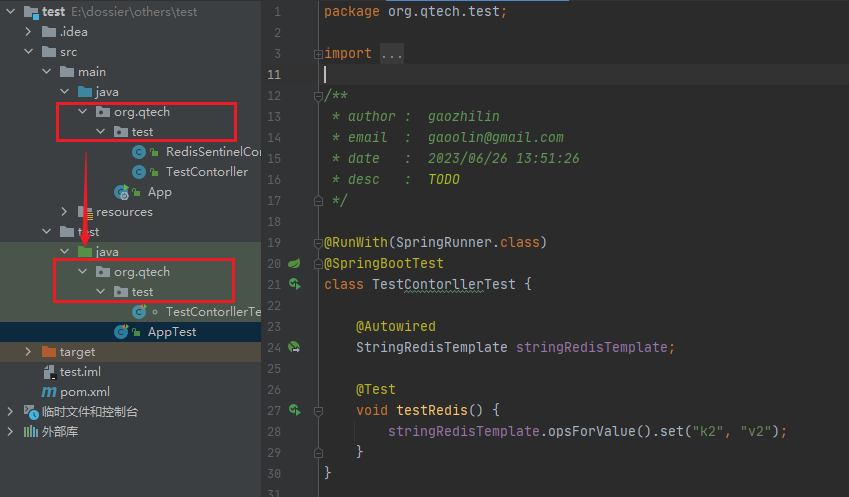 test E:\dossier\others\test
.idea
src
main
java
org.qtech
test
RedisSentinelCor
TestContorller
App
resources
test
java
org.qtech
test
TestContorllerTe
AppTest
target
test.iml
pom.xml
临时文件和控制台
外部库
1 package org.qtech.test;
2
3 import ...
11
12 /**
13 * author : gaozhilin
14 * email : gaolin@gmail.com
15 * date : 2023/06/26 13:51:26
16 * desc : TODO
17 */
18
19 @RunWith(SpringRunner.class)
20 @SpringBootTest
21 class TestContorllerTest {
22
23 @Autowired
24 StringRedisTemplate stringRedisTemplate;
25
26 @Test
27 void testRedis() {
28 stringRedisTemplate.opsForValue().set("k2", "v2");
29 }
30 }
31